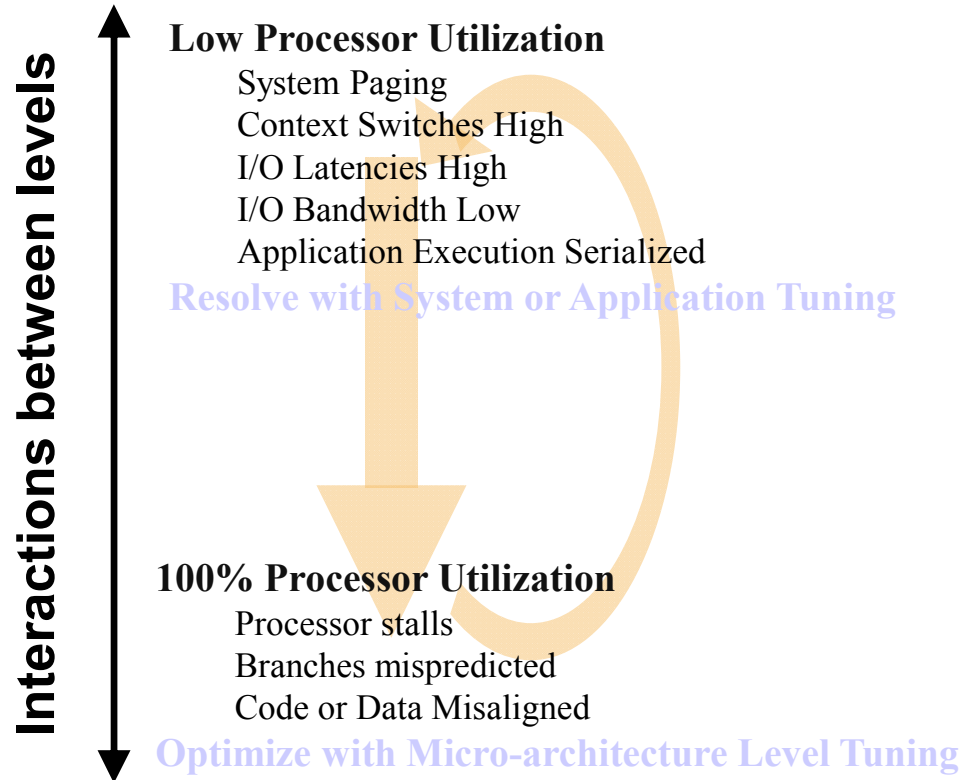 Interactions between levels
Low Processor Utilization
System Paging
Context Switches High
I/O Latencies High
I/O Bandwidth Low
Application Execution Serialized
Resolve with System or Application Tuning
100% Processor Utilization
Processor stalls
Branches mispredicted
Code or Data Misaligned
Optimize with Micro-architecture Level Tuning